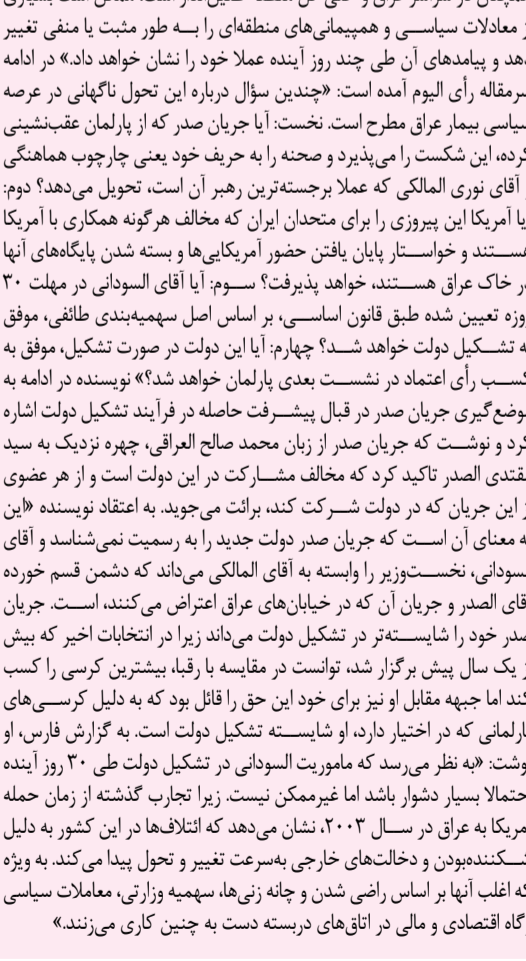 معادلات سیاسی و همپیمانی‌های منطقه‌ای را به طور مثبت یا منفی تغییر
دهد و پیامدهای آن طی چند روز آینده عملا خود را نشان خواهد داد.» در ادامه
سرمقاله رأی الیوم آمده است: «چندین سؤال درباره این تحول ناگهانی در عرصه
سیاسی بیمار عراق مطرح است. نخست: آیا جریان صدر که از پارلمان عقب‌نشینی
کرده، این شکست را می‌پذیرد و صحنه را به حریف خود یعنی چارچوب هماهنگی
آقای نوری المالکی که عملا برجسته‌ترین رهبر آن است، تحویل می‌دهد؟ دوم:
یا آمریکا این پیروزی را برای متحدان ایران که مخالف هرگونه همکاری با آمریکا
هستند و خواستار پایان یافتن حضور آمریکایی‌ها و بسته شدن پایگاه‌های آنها
در خاک عراق هستند، خواهد پذیرفت؟ سوم: آیا آقای السودانی در مهلت ۳۰
روزه تعیین شده طبق قانون اساسی، بر اساس اصل سهمیه‌بندی طائفی، موفق
به تشکیل دولت خواهد شد؟ چهارم: آیا این دولت در صورت تشکیل، موفق به
کسب رأی اعتماد در نشست بعدی پارلمان خواهد شد؟» نویسنده در ادامه به
موضع‌گیری جریان صدر در قبال پیشرفت حاصله در فرآیند تشکیل دولت اشاره
کرد و نوشت که جریان صدر از زبان محمد صالح العراقی، چهره نزدیک به سید
مقتدی الصدر تاکید کرد که مخالف مشارکت در این دولت است و از هر عضوی
از این جریان که در دولت شرکت کند، برائت می‌جوید. به اعتقاد نویسنده «این
به معنای آن است که جریان صدر دولت جدید را به رسمیت نمی‌شناسد و آقای
السودانی، نخست‌وزیر را وابسته به آقای المالکی می‌داند که دشمن قسم خورده
آقای الصدر و جریان آن که در خیابان‌های عراق اعتراض می‌کنند، است. جریان
صدر خود را شایسته‌تر در تشکیل دولت می‌داند زیرا در انتخابات اخیر که بیش
از یک سال پیش برگزار شد، توانست در مقایسه با رقبا، بیشترین کرسی را کسب
کند اما جبهه مقابل او نیز برای خود این حق را قائل بود که به دلیل کرسی‌های
پارلمانی که در اختیار دارد، او شایسته تشکیل دولت است. به گزارش فارس، او
نوشت: «به نظر می‌رسد که ماموریت السودانی در تشکیل دولت طی ۳۰ روز آینده
احتمالا بسیار دشوار باشد اما غیرممکن نیست. زیرا تجارب گذشته از زمان حمله
آمریکا به عراق در سال ۲۰۰۳، نشان می‌دهد که ائتلاف‌ها در این کشور به دلیل
شکننده‌بودن و دخالت‌های خارجی به‌سرعت تغییر و تحول پیدا می‌کند. به ویژه
که اغلب آنها بر اساس راضی شدن و چانه زنی‌ها، سهمیه وزارتی، معاملات سیاسی
گاه اقتصادی و مالی در اتاق‌های دربسته دست به چنین کاری می‌زنند.»